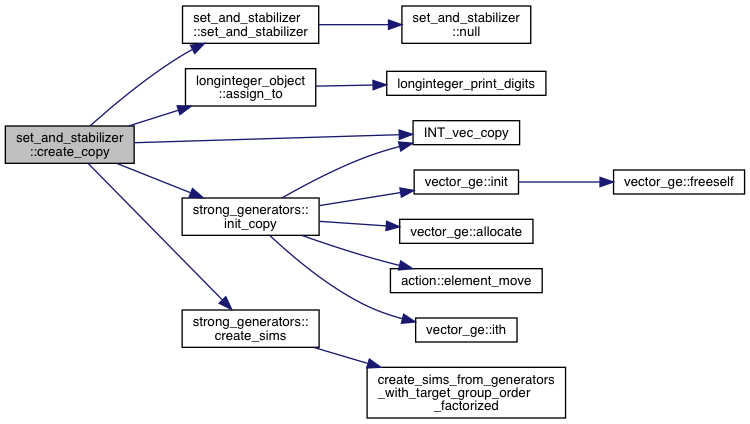 set_and_stabilizer
::create_copy
set_and_stabilizer
::set_and_stabilizer
set_and_stabilizer
::null
longinteger_object
::assign_to
longinteger_print_digits
INT_vec_copy
strong_generators::
init_copy
vector_ge::init
vector_ge::freeself
vector_ge::allocate
action::element_move
vector_ge::ith
strong_generators::
create_sims
create_sims_from_generators
_with_target_group_order
_factorized